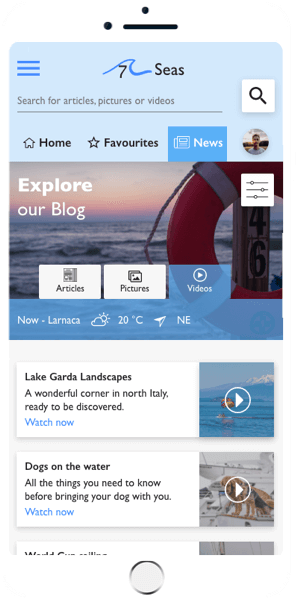 7 Seas
Search for articles, pictures or videos
Home Favourites News
Explore
our Blog
46
Articles Pictures Videos
Now - Larnaca 20 °C NE
Lake Garda Landscapes
A wonderful corner in north Italy,
ready to be discovered.
Watch now
Dogs on the water
All the things you need to know
before bringing your dog with you.
Watch now
World Cup sailing